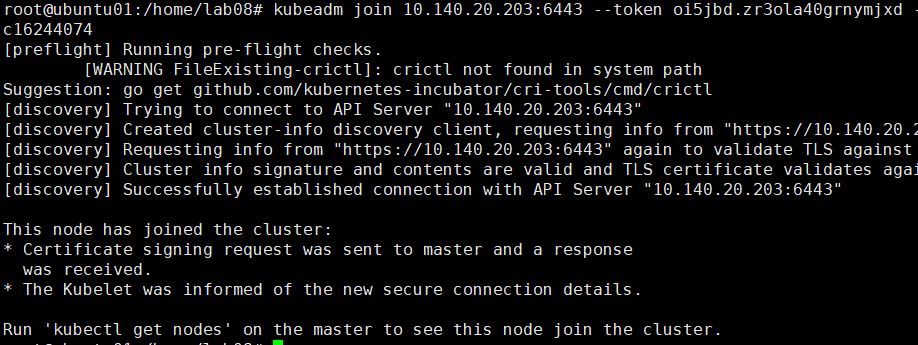 root@ubuntu01:/home/lab08# kubeadm join 10.140.20.203:6443 --token oi5jbd.zr3ola40grnymjxd -
c16244074
[preflight] Running pre-flight checks.
[WARNING FileExisting-crictl]: crictl not found in system path
Suggestion: go get github.com/kubernetes-incubator/cri-tools/cmd/crictl
[discovery] Trying to connect to API Server "10.140.20.203:6443"
[discovery] Created cluster-info discovery client, requesting info from "https://10.140.20.2
[discovery] Requesting info from "https://10.140.20.203:6443" again to validate TLS against
[discovery] Cluster info signature and contents are valid and TLS certificate validates agai
[discovery] Successfully established connection with API Server "10.140.20.203:6443"
This node has joined the cluster:
* Certificate signing request was sent to master and a response
was received.
* The Kubelet was informed of the new secure connection details.
Run 'kubectl get nodes' on the master to see this node join the cluster.